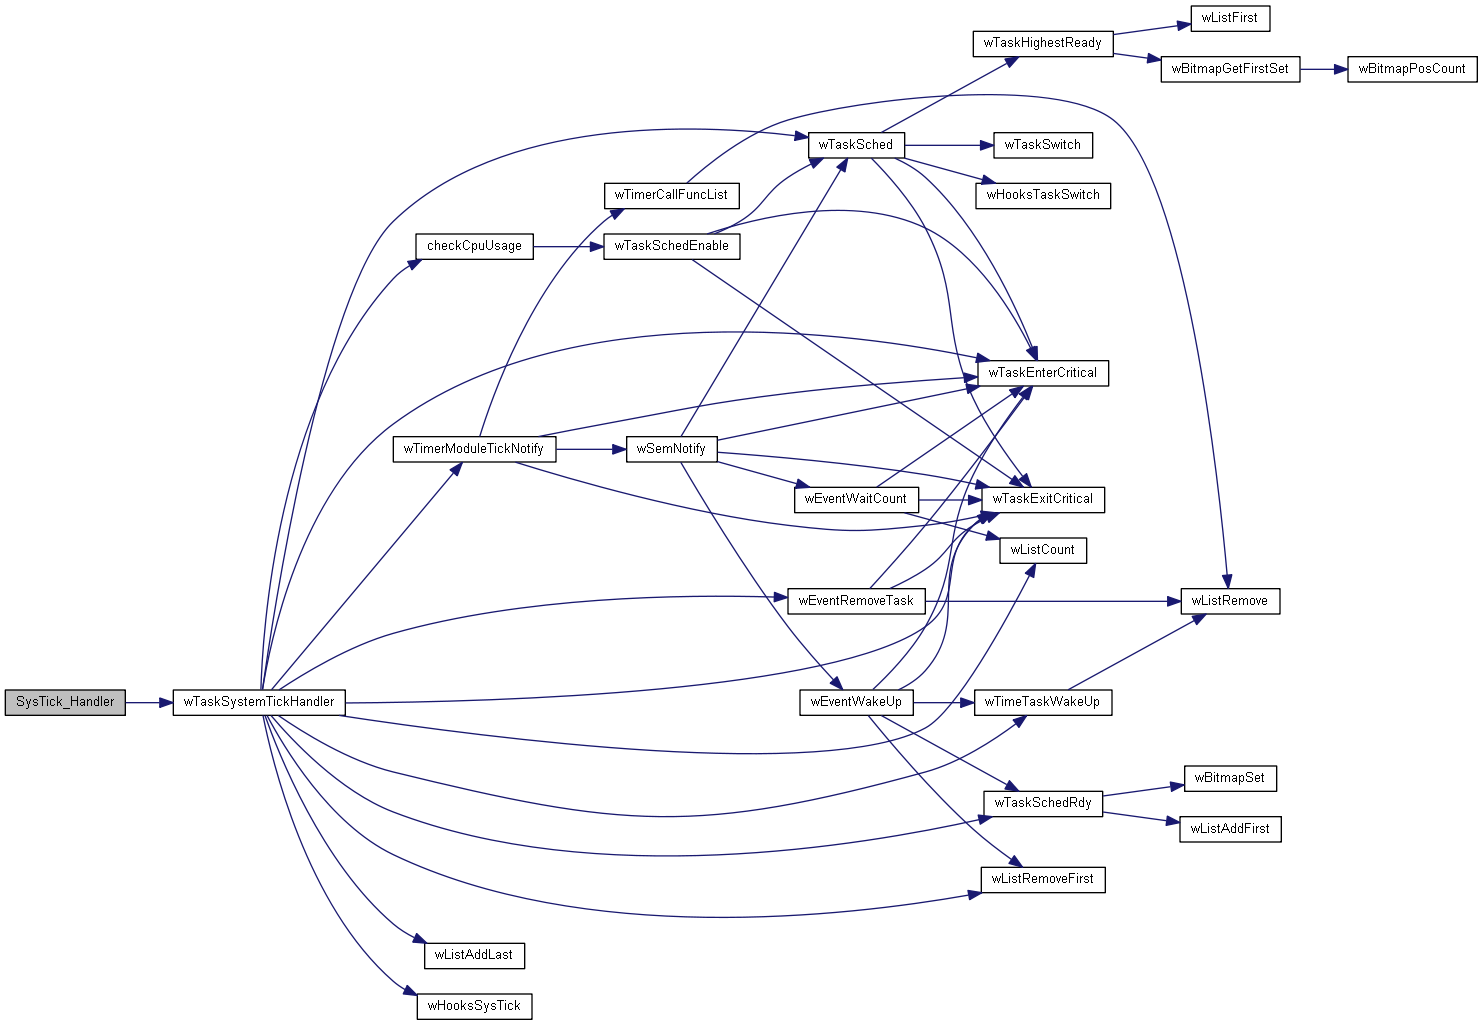 wListFirst
wTaskHighestReady
wBitmapGetFirstSet
wBitmapPosCount
wTaskSched
wTaskSwitch
wTimerCallFuncList
wHooksTaskSwitch
checkCpuUsage
wTaskSchedEnable
wTaskEnterCritical
wTimerModuleTickNotify
wSemNotify
wEventWaitCount
wTaskExitCritical
wListCount
wEventRemoveTask
wListRemove
SysTick_Handler
wTaskSystemTickHandler
wEventWakeUp
wTimeTaskWakeUp
wBitmapSet
wTaskSchedRdy
wListAddFirst
wListRemoveFirst
wListAddLast
wHooksSysTick